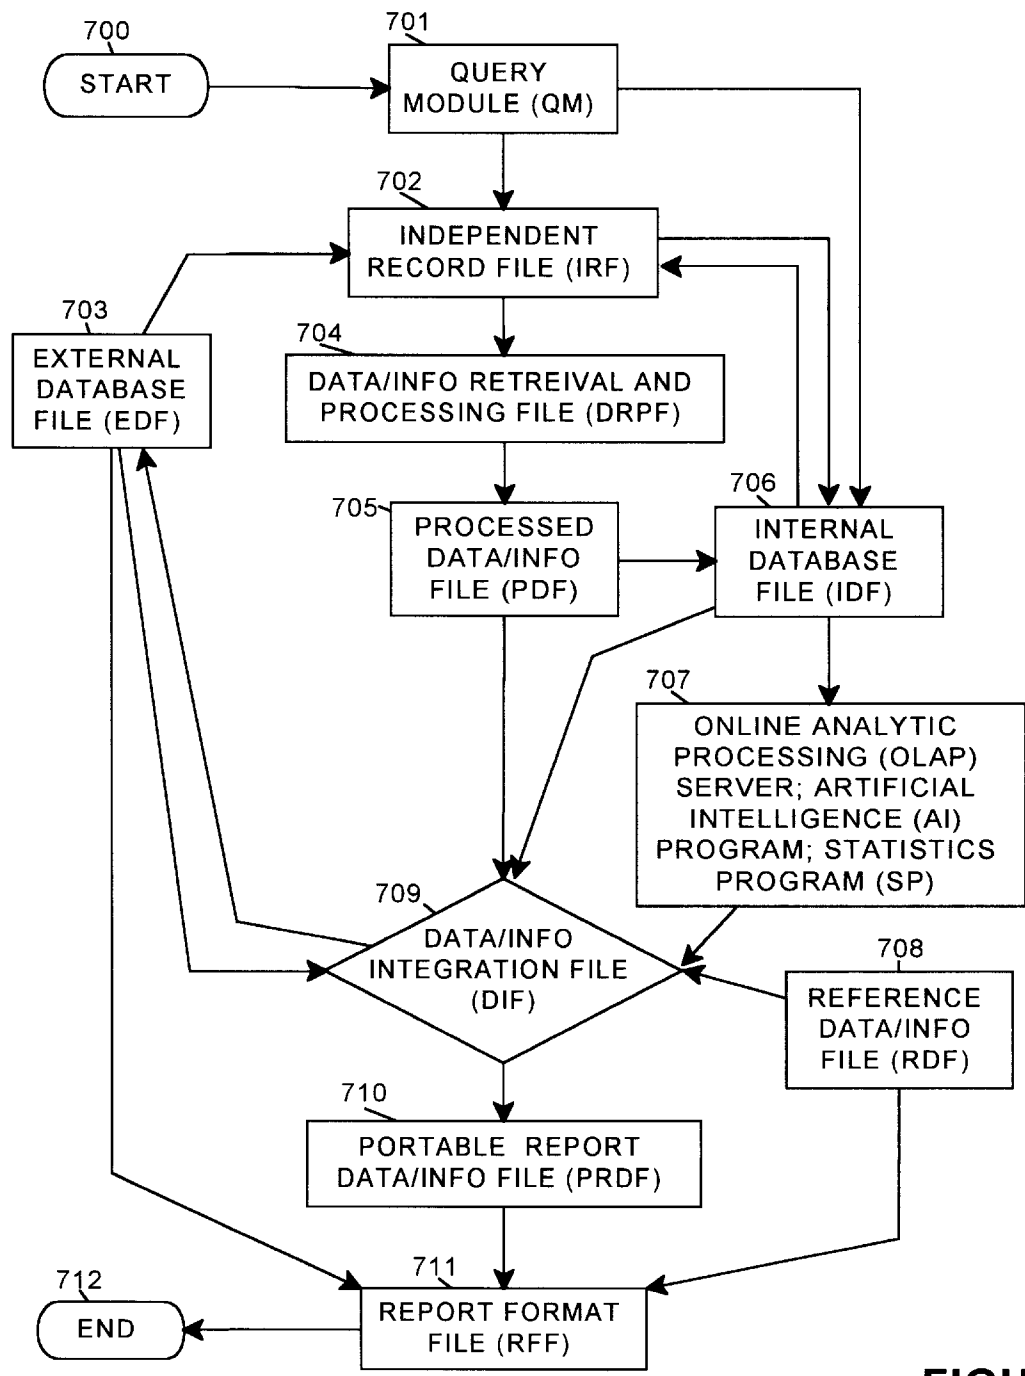 700
START
701
QUERY
MODULE (QM)
702
INDEPENDENT
RECORD FILE (IRF)
703
EXTERNAL
DATABASE
FILE (EDF)
704
DATA/INFO RETREIVAL AND
PROCESSING FILE (DRPF)
705
PROCESSED
DATA/INFO
FILE (PDF)
706
INTERNAL
DATABASE
FILE (IDF)
707
ONLINE ANALYTIC
PROCESSING (OLAP)
SERVER; ARTIFICIAL
INTELLIGENCE (AI)
PROGRAM; STATISTICS
PROGRAM (SP)
709
DATA/INFO
INTEGRATION FILE
(DIF)
708
REFERENCE
DATA/INFO
FILE (RDF)
710
PORTABLE REPORT
DATA/INFO FILE (PRDF)
711
REPORT FORMAT
FILE (RFF)
712
END